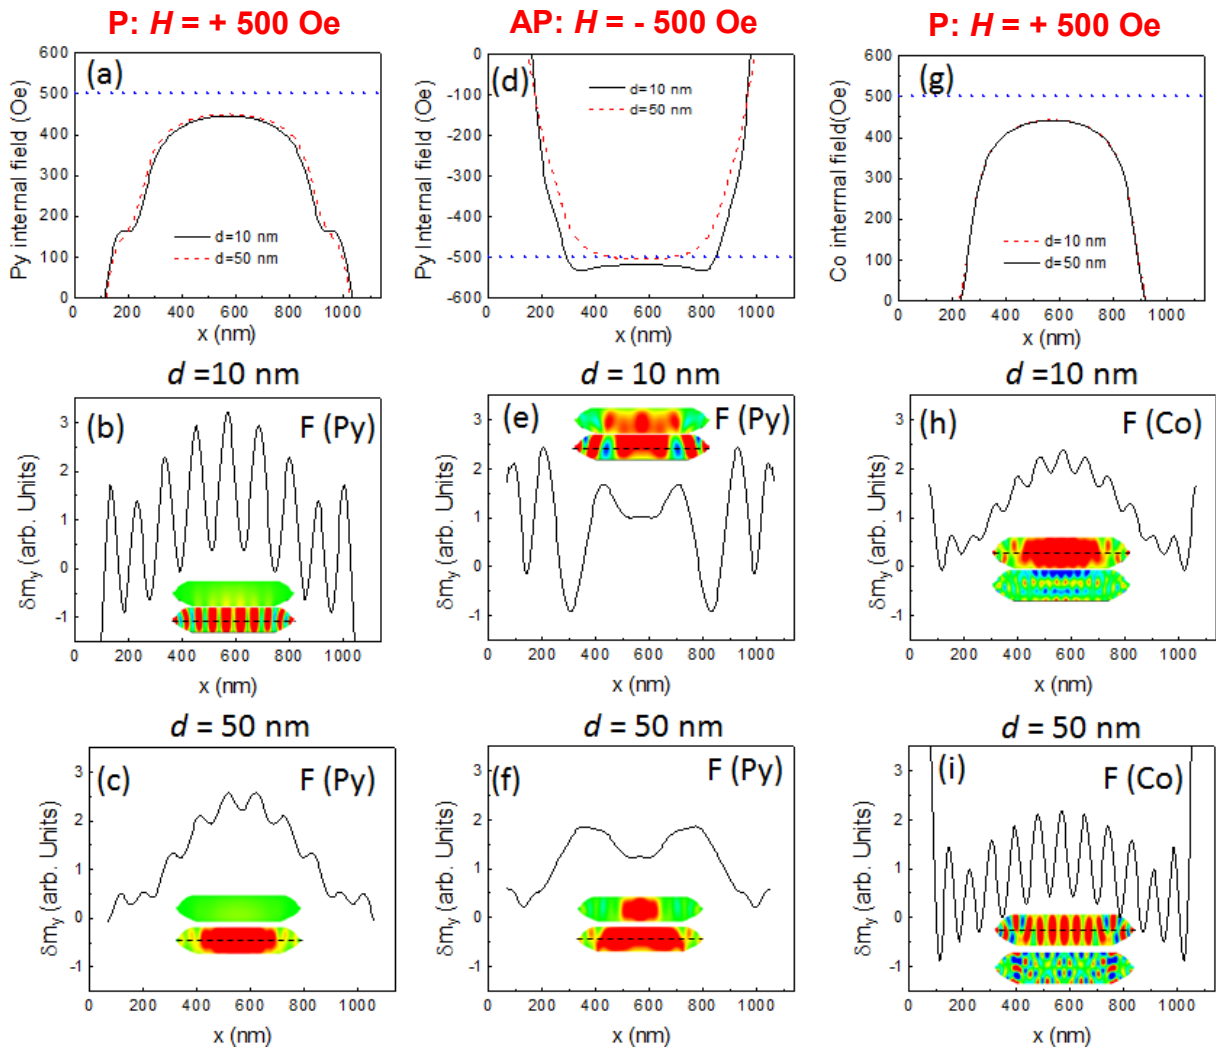 P: H = + 500 Oe
AP: H = - 500 Oe
P: H = + 500 Oe
(a)
Py internal field (Oe)
600
500
400
300
200
100
0
d=10 nm
d=50 nm
0 200 400 600 800 1000
x (nm)
(d)
Py Internal field (Oe)
0
-100
-200
-300
-400
-500
-600
d=10 nm
d=50 nm
0 200 400 600 800 1000
x (nm)
(g)
Co interrnal field(Oe)
600
500
400
300
200
100
0
d=10 nm
d=50 nm
0 200 400 600 800 1000
x (nm)
d =10 nm
(b)
F (Py)
δmy (arb. Units)
3
2
1
0
-1
0 200 400 600 800 1000
x (nm)
d = 10 nm
(e)
F (Py)
δmy (arb. Units)
3
2
1
0
-1
0 200 400 600 800 1000
x (nm)
d=10 nm
(h)
F (Co)
δmy (arb. Units)
3
2
1
0
-1
0 200 400 600 800 1000
x (nm)
d = 50 nm
(c)
F (Py)
δmy (arb. Units)
3
2
1
0
-1
0 200 400 600 800 1000
x (nm)
d = 50 nm
(f)
F (Py)
δmy (arb. Units)
3
2
1
0
-1
0 200 400 600 800 1000
x (nm)
d = 50 nm
(i)
F (Co)
δmy (arb. Units)
3
2
1
0
-1
0 200 400 600 800 1000
x (nm)